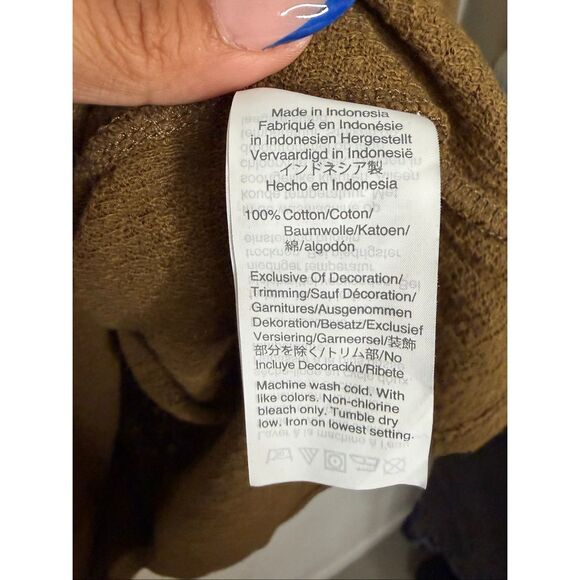 Made in Indonesia
Fabriqué en Indonésie
in Indonesien Hergestellt
Vervaardigd in Indonesië
インドネシア製
Hecho en Indonesia
100% Cotton/Coton/
Baumwolle/Katoen/
綿/algodón
Exclusive Of Decoration/
Trimming/Sauf Décoration/
Garnitures/Ausgenommen
Dekoration/Besatz/Exclusief
Versiering/Garneersel/装飾
部分を除く/トリム部/No
Incluye Decoración/Ribete
Machine wash cold. With
like colors. Non-chlorine
bleach only. Tumble dry
low. Iron on lowest setting.